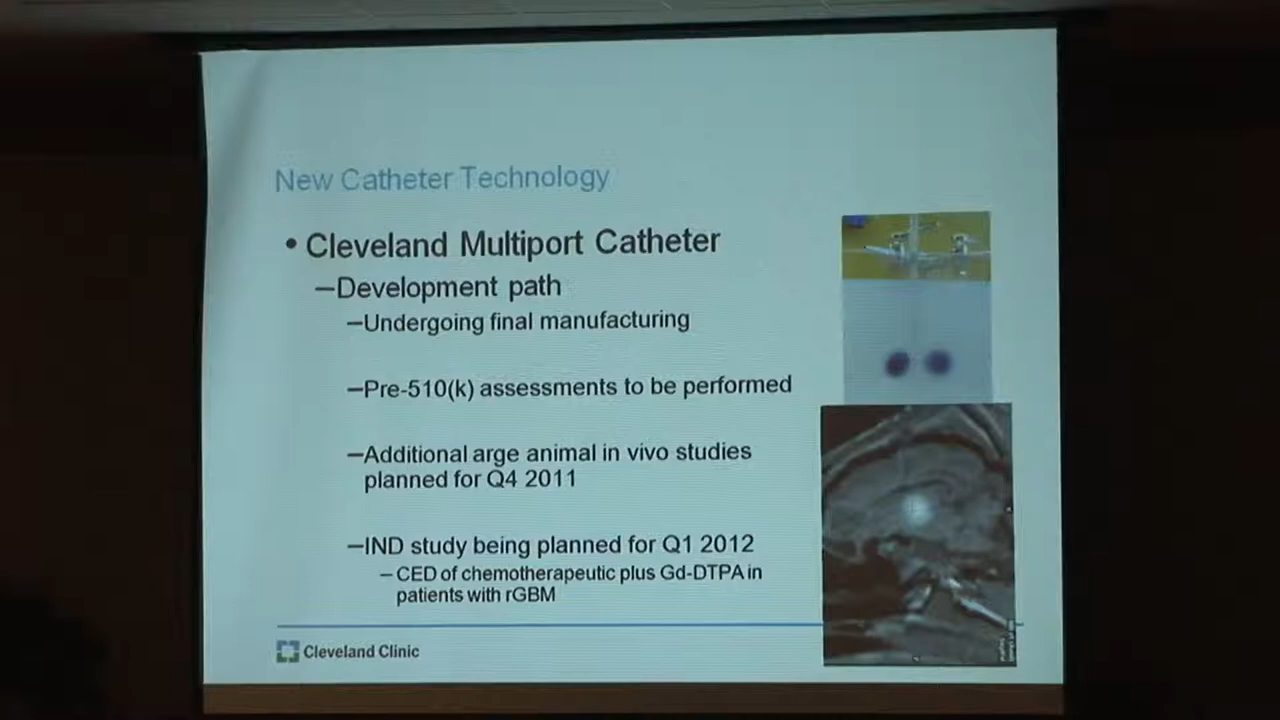 New Catheter Technology
• Cleveland Multiport Catheter
–Development path
–Undergoing final manufacturing
–Pre-510(k) assessments to be performed
–Additional arge animal in vivo studies
planned for Q4 2011
–IND study being planned for Q1 2012
– CED of chemotherapeutic plus Gd-DTPA in
patients with rGBM
Cleveland Clinic